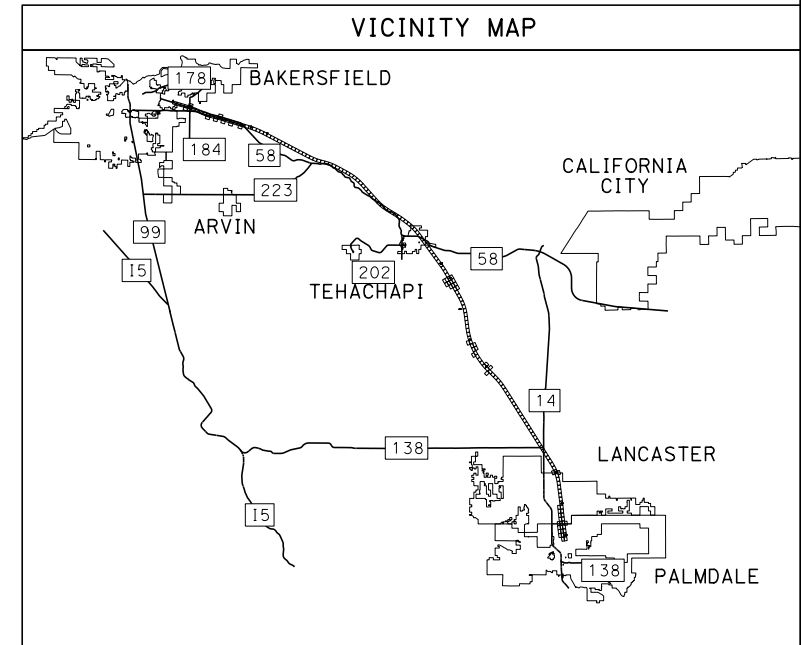 VICINITY MAP
178
BAKERSFIELD
184
58
CALIFORNIA
CITY
223
ARVIN
99
58
I5
202
TEHACHAPI
14
138
LANCASTER
I5
138
PALMDALE